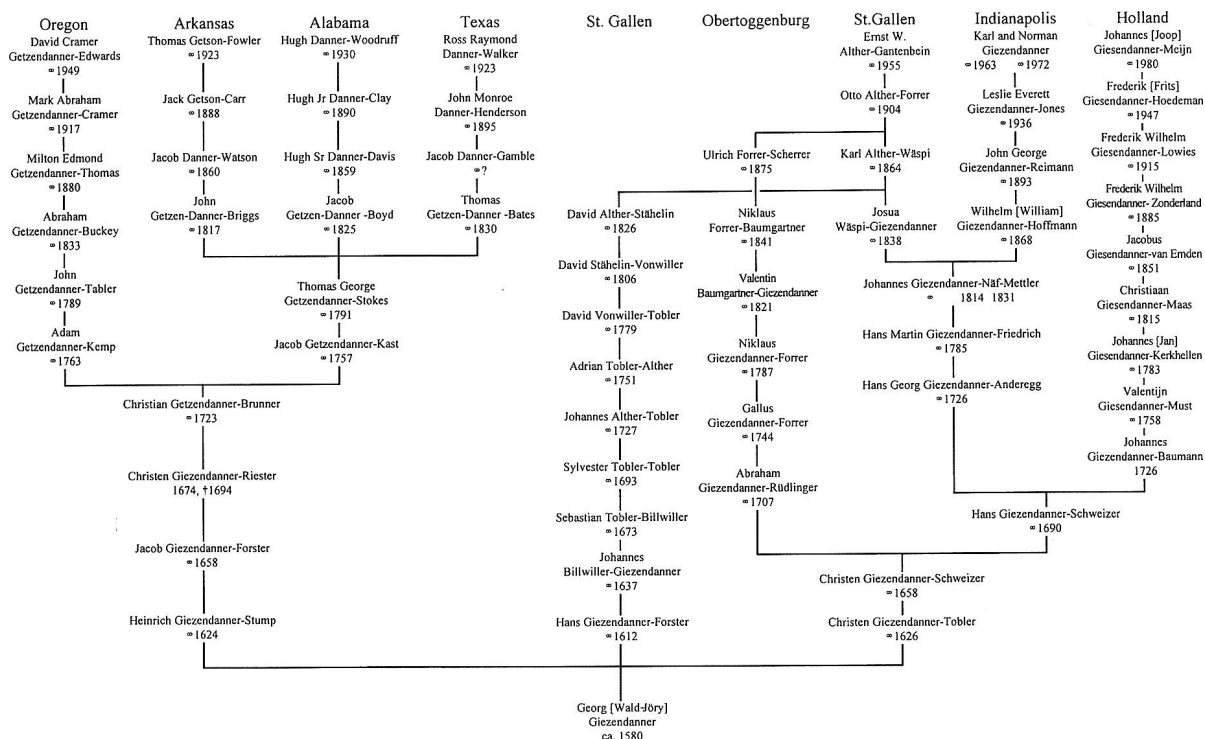 Oregon
David Cramer
Getzendanner-Edwards
∞ 1949
Mark Abraham
Getzendanner-Cramer
∞ 1917
Milton Edmond
Getzendanner-Thomas
∞ 1880
Abraham
Getzendanner-Buckey
∞ 1833
John
Getzendanner-Tabler
∞ 1789
Adam
Getzendanner-Kemp
∞ 1763
Arkansas
Thomas Getson-Fowler
∞ 1923
Jack Getson-Carr
∞ 1888
Jacob Danner-Watson
∞ 1860
John
Getzen-Danner-Briggs
∞ 1817
Alabama
Hugh Danner-Woodruff
∞ 1930
Hugh Jr Danner-Clay
∞ 1890
Hugh Sr Danner-Davis
∞ 1859
Jacob
Getzen-Danner -Boyd
∞ 1825
Texas
Ross Raymond
Danner-Walker
∞ 1923
John Monroe
Danner-Henderson
∞ 1895
Jacob Danner-Gamble
∞ ?
Thomas
Getzen-Danner -Bates
∞ 1830
Thomas George
Getzendanner-Stokes
∞ 1791
Jacob Getzendanner-Kast
∞ 1757
Christian Getzendanner-Brunner
∞ 1723
Christen Giezendanner-Riester
1674, †1694
Jacob Giezendanner-Forster
∞ 1658
Heinrich Giezendanner-Stump
∞ 1624
St. Gallen
David Alther-Stähelin
∞ 1826
David Stähelin-Vonwiller
∞ 1806
David Vonwiller-Tobler
∞ 1779
Adrian Tobler-Alther
∞ 1751
Johannes Alther-Tobler
∞ 1727
Sylvester Tobler-Tobler
∞ 1693
Sebastian Tobler-Billwiller
∞ 1673
Johannes
Billwiller-Giezendanner
∞ 1637
Hans Giezendanner-Forster
∞ 1612
Obertoggenburg
Ulrich Forrer-Scherrer
∞ 1875
Niklaus
Forrer-Baumgartner
∞ 1841
Valentin
Baumgartner-Giezendanner
∞ 1821
Niklaus
Giezendanner-Forrer
∞ 1787
Gallus
Giezendanner-Forrer
∞ 1744
Abraham
Giezendanner-Rüdlinger
∞ 1707
St.Gallen
Ernst W.
Alther-Gantenbein
∞ 1955
Otto Alther-Forrer
∞ 1904
Karl Alther-Wäspi
∞ 1864
Josua
Wäspi-Giezendanner
∞ 1838
Indianapolis
Karl and Norman
Giezendanner
∞ 1963 ∞ 1972
Leslie Everett
Giezendanner-Jones
∞ 1936
John George
Giezendanner-Reimann
∞ 1893
Wilhelm [William]
Giezendanner-Hoffmann
∞ 1868
Johannes Giezendanner-Näf-Mettler
∞ 1814 1831
Hans Martin Giezendanner-Friedrich
∞ 1785
Hans Georg Giezendanner-Anderegg
∞ 1726
Holland
Johannes [Joop]
Giesendanner-Meijn
∞ 1980
Frederik [Frits]
Giesendanner-Hoedeman
∞ 1947
Frederik Wilhelm
Giesendanner-Lowies
∞ 1915
Frederik Wilhelm
Giesendanner-Zonderland
∞ 1885
Jacobus
Giesendanner-van Emden
∞ 1851
Christiaan
Giesendanner-Maas
∞ 1815
Johannes [Jan]
Giesendanner-Kerkhellen
∞ 1783
Valentijn
Giesendanner-Must
∞ 1758
Johannes
Giezendanner-Baumann
1726
Hans Giezendanner-Schweizer
∞ 1690
Christen Giezendanner-Schweizer
∞ 1658
Christen Giezendanner-Tobler
∞ 1626
Georg [Wald-Jöry]
Giezendanner
ca. 1580